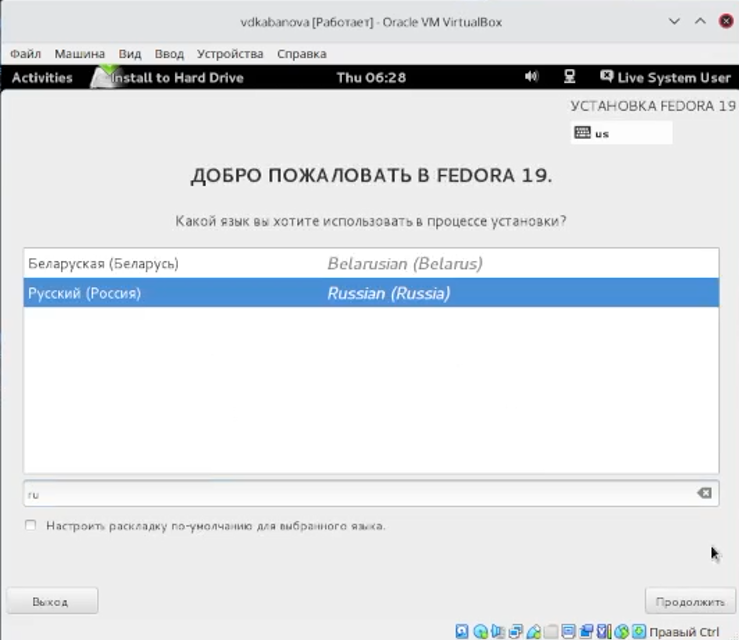 vdkabanova [Работает] - Oracle VM VirtualBox
Файл Машина Вид Ввод Устройства Справка
Activities Install to Hard Drive Thu 06:28 Live System User
УСТАНОВКА FEDORA 19
us
ДОБРО ПОЖАЛОВАТЬ В FEDORA 19.
Какой язык вы хотите использовать в процессе установки?
Беларуская (Беларусь) Belarusian (Belarus)
Русский (Россия) Russian (Russia)
ru
Настроить раскладку по-умолчанию для выбранного языка.
Выход Продолжить
Правый Ctrl